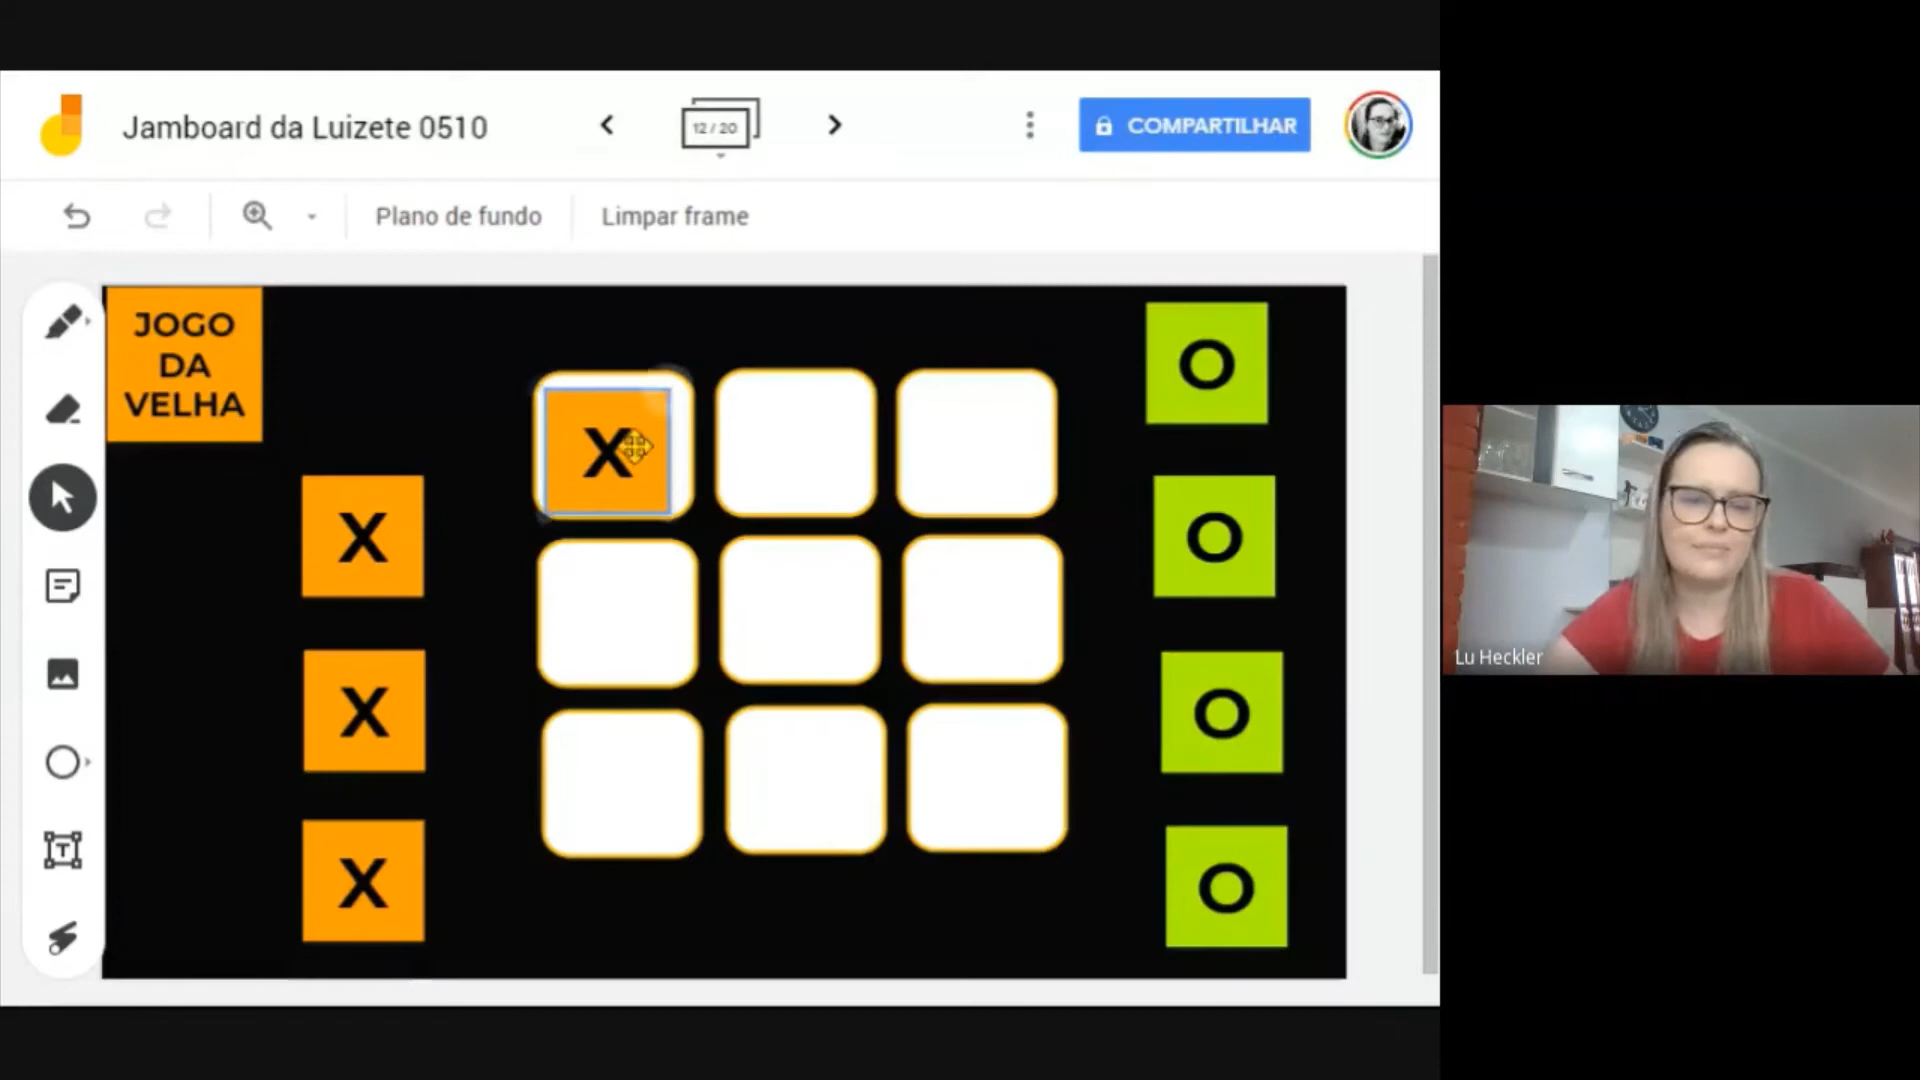 Jamboard da Luizete 0510
12 / 20
COMPARTILHAR
Plano de fundo
Limpar frame
JOGO
DA
VELHA
X
X
X
X
O
O
O
O
T
Lu Heckler